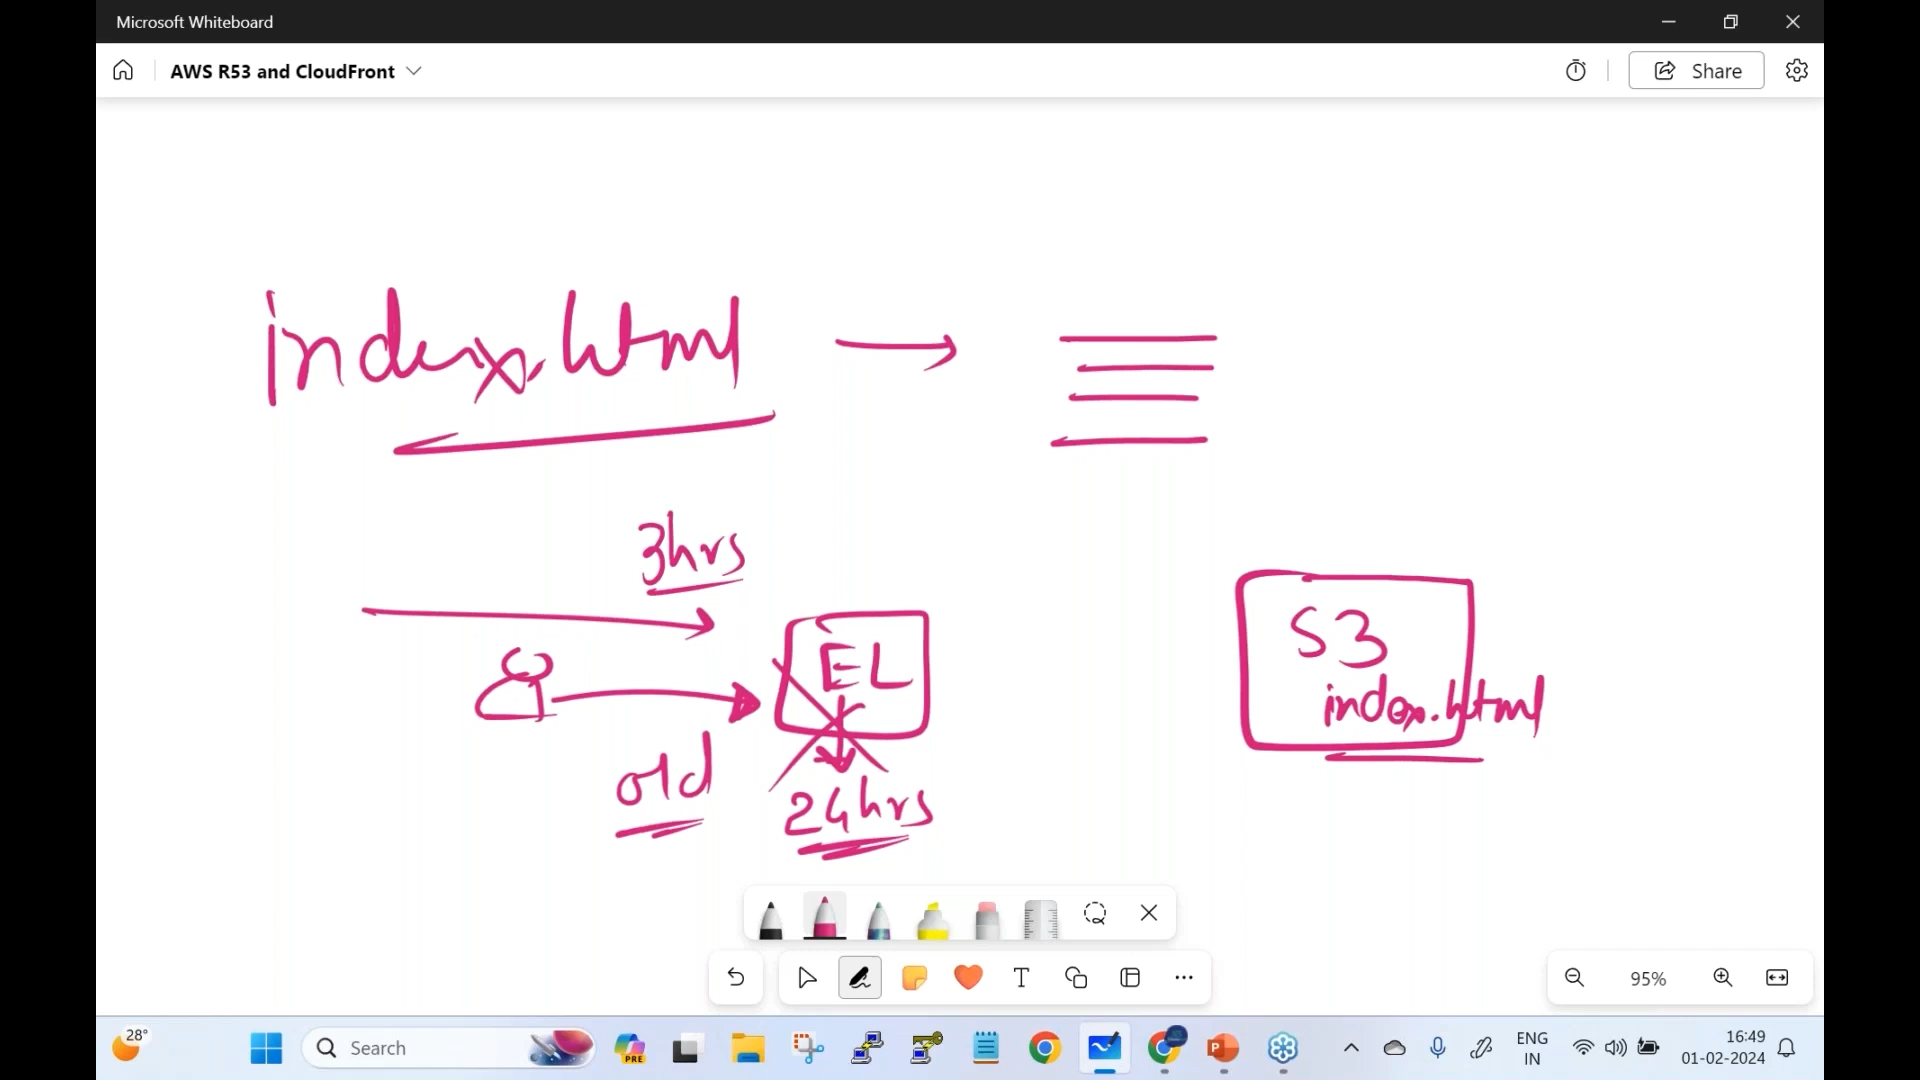 Microsoft Whiteboard
AWS R53 and CloudFront
Share
index.html
3hrs
EL
S3
index.html
old
24hrs
95%
28°
Search
PRE
ENG
IN
16:49
01-02-2024